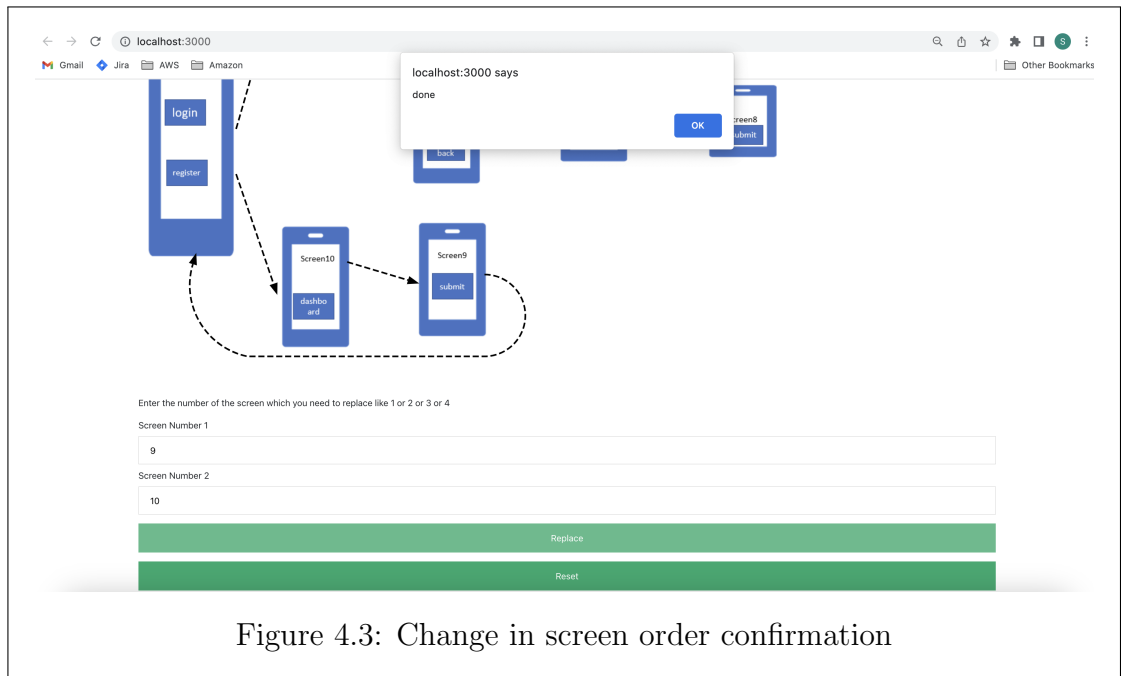 localhost:3000
S
Gmail Jira AWS Amazon
Other Bookmarks
localhost:3000 says
done
OK
login
register
back
submit
Screen10
dashbo
ard
Screen9
submit
Enter the number of the screen which you need to replace like 1 or 2 or 3 or 4
Screen Number 1
9
Screen Number 2
10
Replace
Reset
Figure 4.3: Change in screen order confirmation